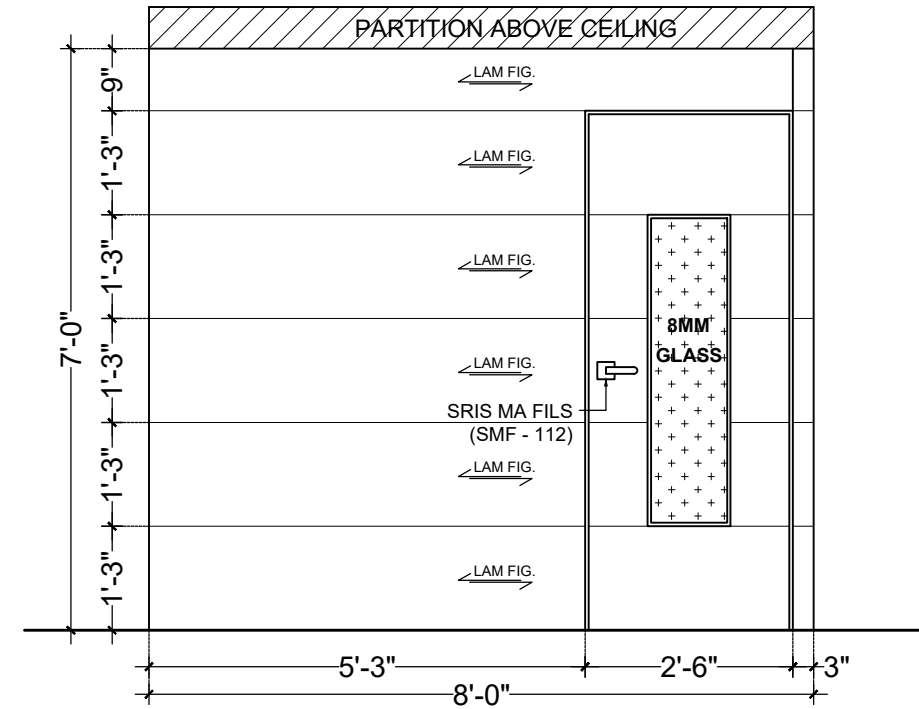 PARTITION ABOVE CEILING
9"
LAM FIG.
1'-3"
LAM FIG.
1'-3"
LAM FIG.
7'-0"
8MM
GLASS
1'-3"
LAM FIG.
SRIS MA FILS
(SMF - 112)
1'-3"
LAM FIG.
1'-3"
LAM FIG.
5'-3"
2'-6"
3"
8'-0"